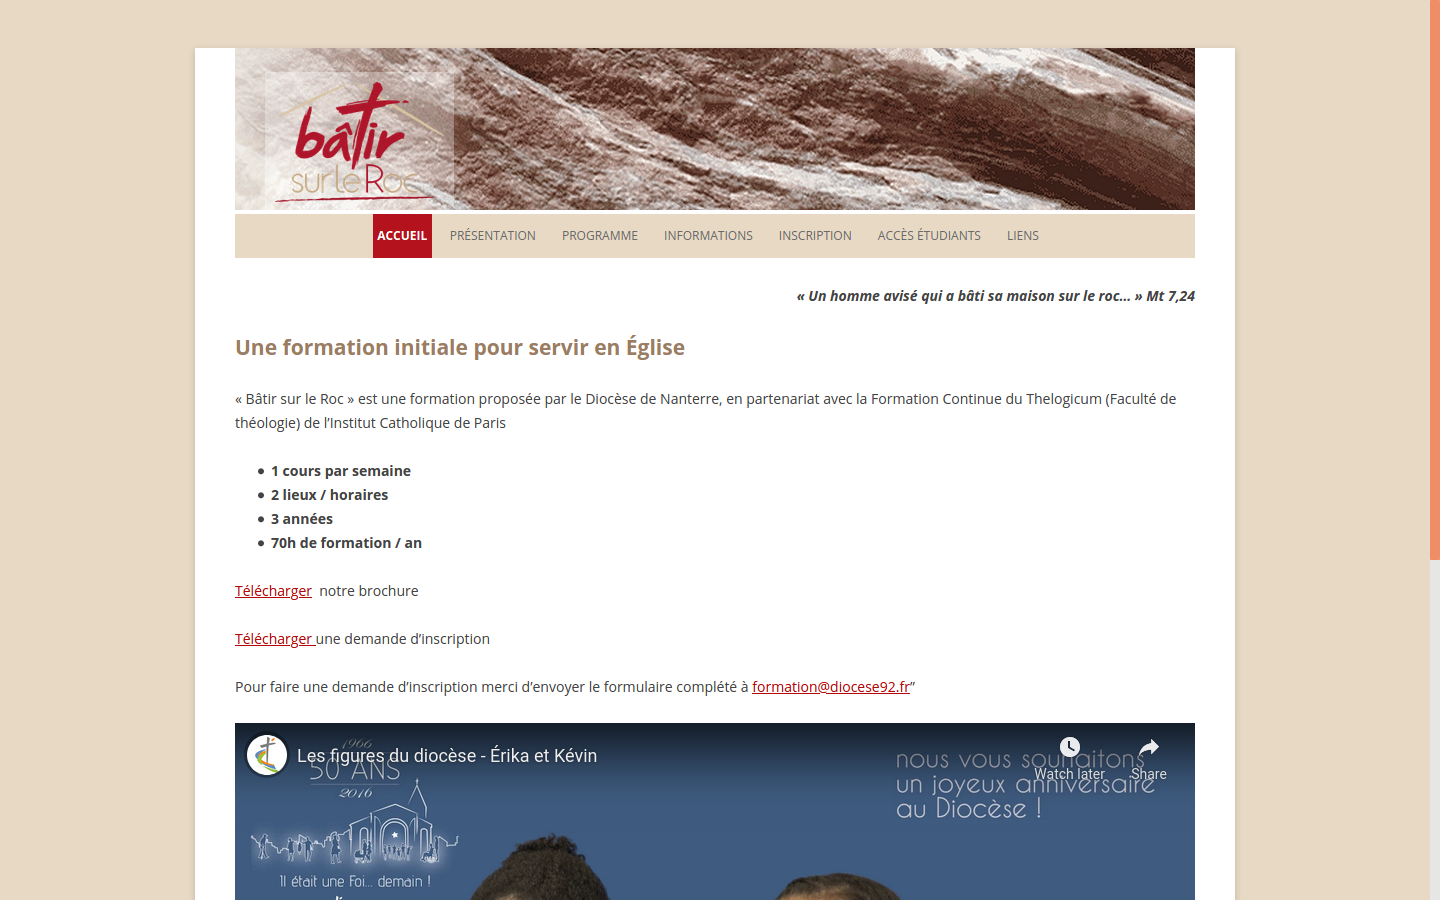 bâtir
sur le Roc
ACCUEIL PRÉSENTATION PROGRAMME INFORMATIONS INSCRIPTION ACCÈS ÉTUDIANTS LIENS
« Un homme avisé qui a bâti sa maison sur le roc… » Mt 7,24
Une formation initiale pour servir en Église
« Bâtir sur le Roc » est une formation proposée par le Diocèse de Nanterre, en partenariat avec la Formation Continue du Thelogicum (Faculté de
théologie) de l’Institut Catholique de Paris
• 1 cours par semaine
• 2 lieux / horaires
• 3 années
• 70h de formation / an
Télécharger notre brochure
Télécharger une demande d’inscription
Pour faire une demande d’inscription merci d’envoyer le formulaire complété à formation@diocese92.fr”
Les figures du diocèse - Érika et Kévin
Watch later Share
1966
50 ANS
2016
nous vous souhaitons
un joyeux anniversaire
au Diocèse !
Il était une Foi... demain !